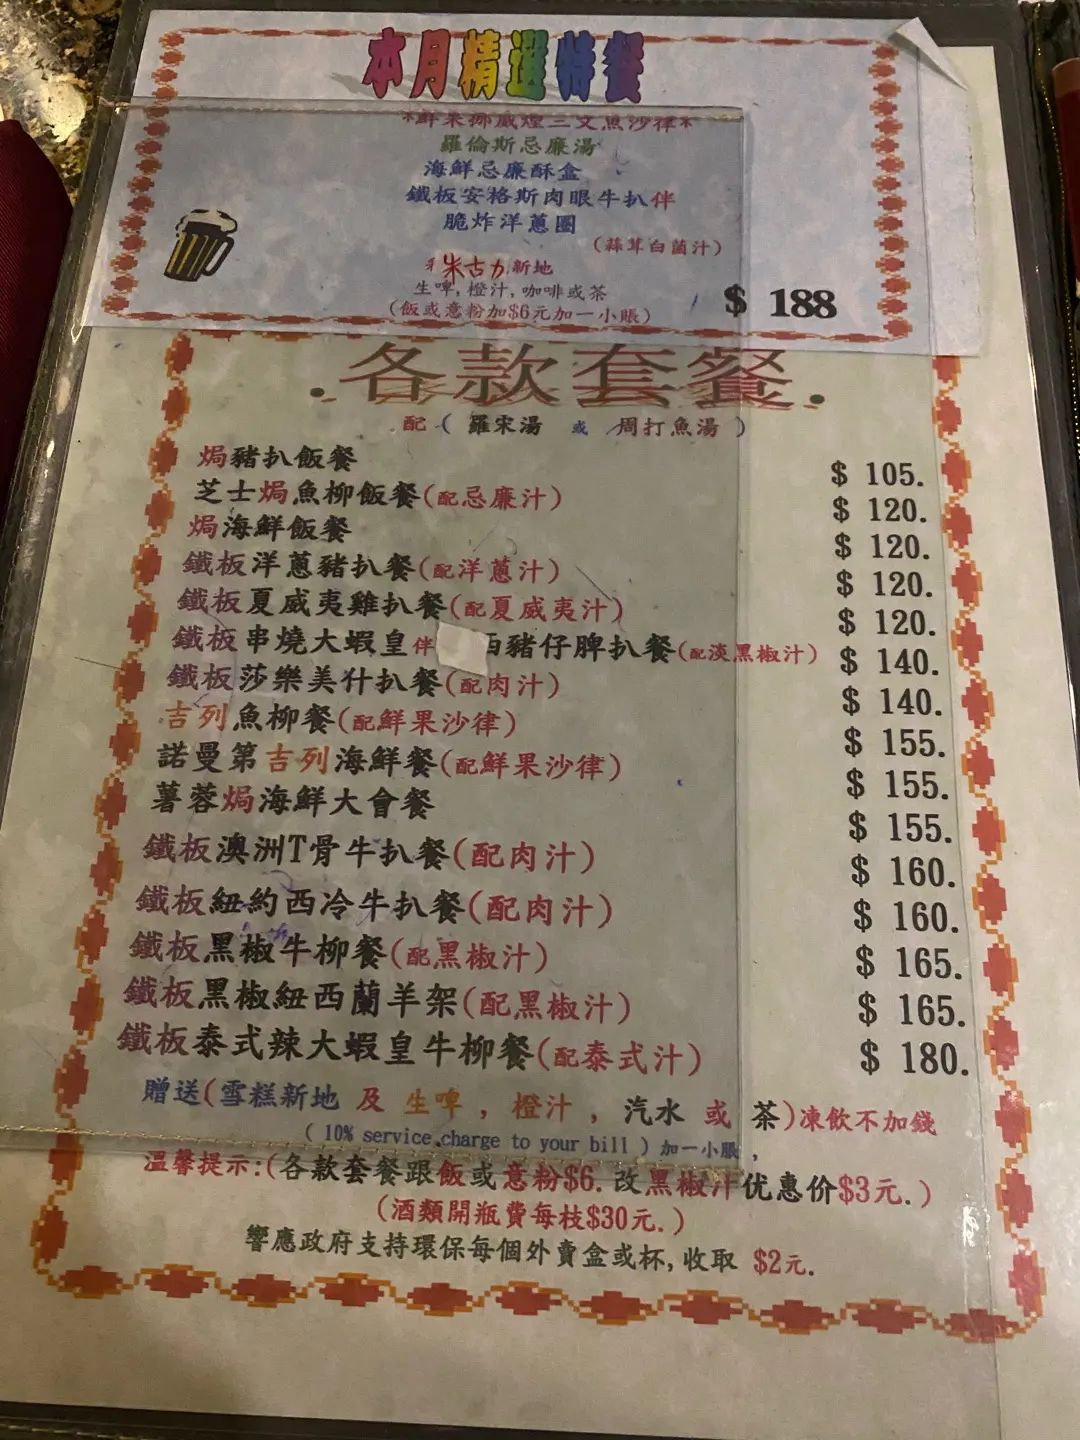 本月精選特餐
*鮮果挪威煙三文魚沙律*
羅倫斯忌廉湯
海鮮忌廉酥盒
鐵板安格斯肉眼牛扒伴
脆炸洋蔥圈
(蒜茸白菌汁)
朱古力新地
生啤,橙汁,咖啡或茶
(飯或意粉加$6元加一小賬)
$ 188
各款套餐
配 ( 羅宋湯 或 周打魚湯 )
焗豬扒飯餐 $ 105.
芝士焗魚柳飯餐(配忌廉汁) $ 120.
焗海鮮飯餐 $ 120.
鐵板洋蔥豬扒餐(配洋蔥汁) $ 120.
鐵板夏威夷雞扒餐(配夏威夷汁) $ 120.
鐵板串燒大蝦皇伴 西豬仔脾扒餐(配淡黑椒汁) $ 140.
鐵板莎樂美什扒餐(配肉汁) $ 140.
吉列魚柳餐(配鮮果沙律) $ 155.
諾曼第吉列海鮮餐(配鮮果沙律) $ 155.
薯蓉焗海鮮大會餐 $ 155.
鐵板澳洲T骨牛扒餐(配肉汁) $ 160.
鐵板紐約西冷牛扒餐(配肉汁) $ 160.
鐵板黑椒牛柳餐(配黑椒汁) $ 165.
鐵板黑椒紐西蘭羊架(配黑椒汁) $ 165.
鐵板泰式辣大蝦皇牛柳餐(配泰式汁) $ 180.
贈送(雪糕新地 及 生啤 , 橙汁 , 汽水 或 茶)凍飲不加錢
( 10% service charge to your bill ) 加一小賬 ,
溫馨提示:(各款套餐跟飯或意粉$6. 改黑椒汁优惠价$3元.)
(酒類開瓶費每枝$30元.)
響應政府支持環保每個外賣盒或杯,收取 $2元.